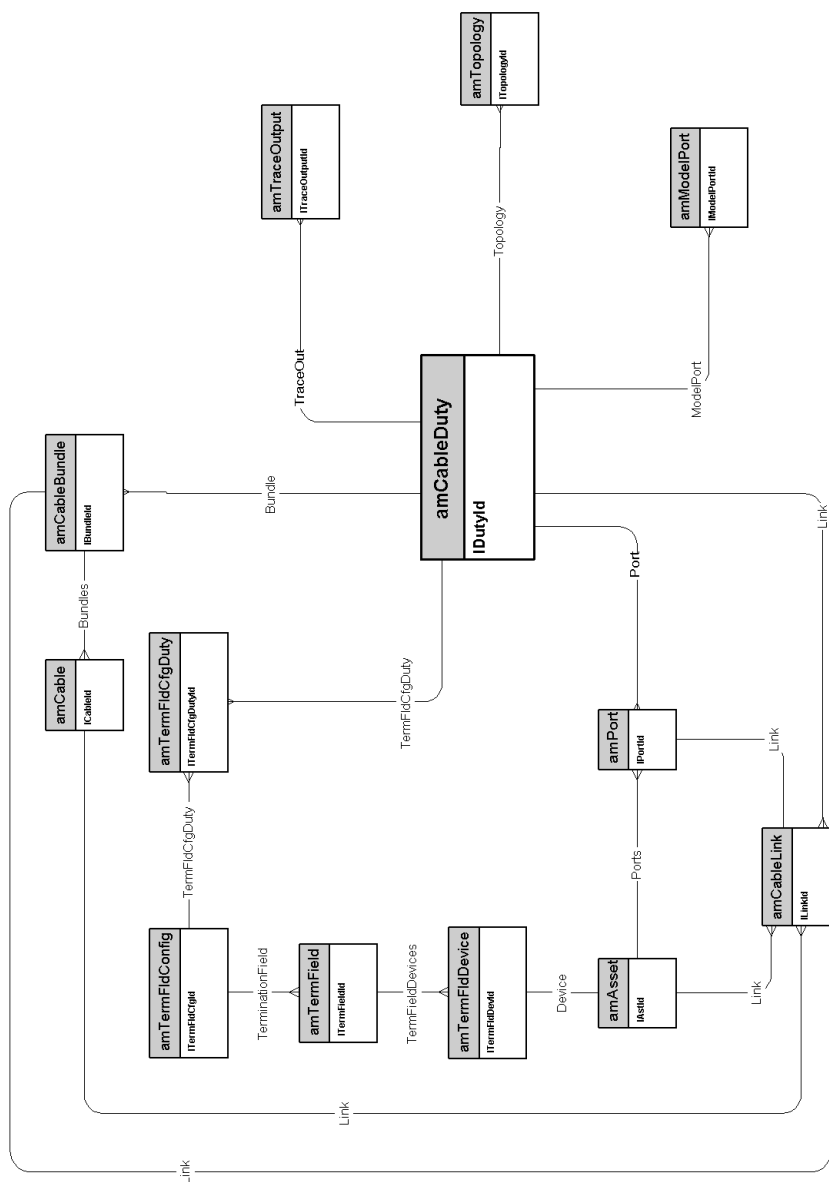 Link
amCable
lCableId
Bundles
amCableBundle
lBundleId
amTermFldConfig
lTermFldCfgId
TermFldCfgDuty
amTermFldCfgDuty
lTermFldCfgDutyId
TerminationField
Bundle
amTraceOutput
lTraceOutputId
TraceOut
amTermField
lTermFieldId
Link
TermFldCfgDuty
TermFieldDevices
amCableDuty
lDutyId
amTermFldDevice
lTermFldDevId
amTopology
lTopologyId
Topology
Device
amAsset
lAstId
Ports
amPort
lPortId
Port
amModelPort
lModelPortId
ModelPort
Link
Link
amCableLink
lLinkId
Link